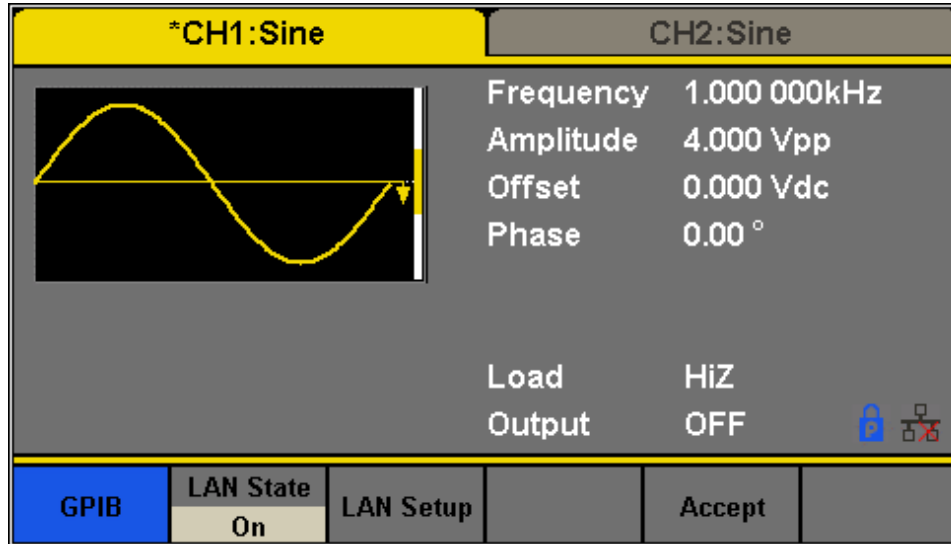 *CH1:Sine
CH2:Sine
Frequency 1.000 000kHz
Amplitude 4.000 Vpp
Offset 0.000 Vdc
Phase 0.00 °
Load HiZ
Output OFF
P
GPIB
LAN State
On
LAN Setup
Accept